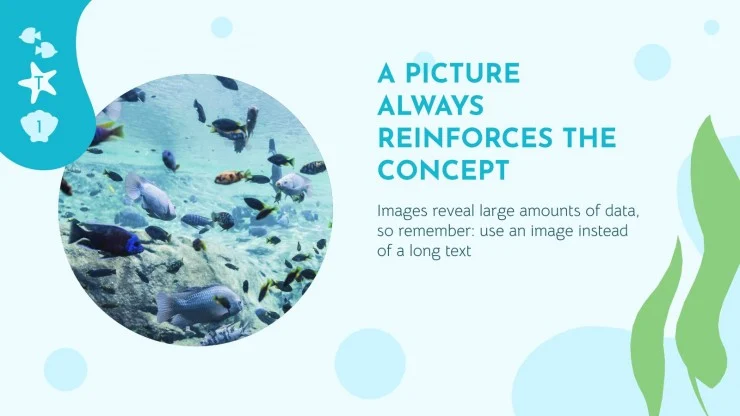 T
1
A PICTURE
ALWAYS
REINFORCES THE
CONCEPT
Images reveal large amounts of data,
so remember: use an image instead
of a long text